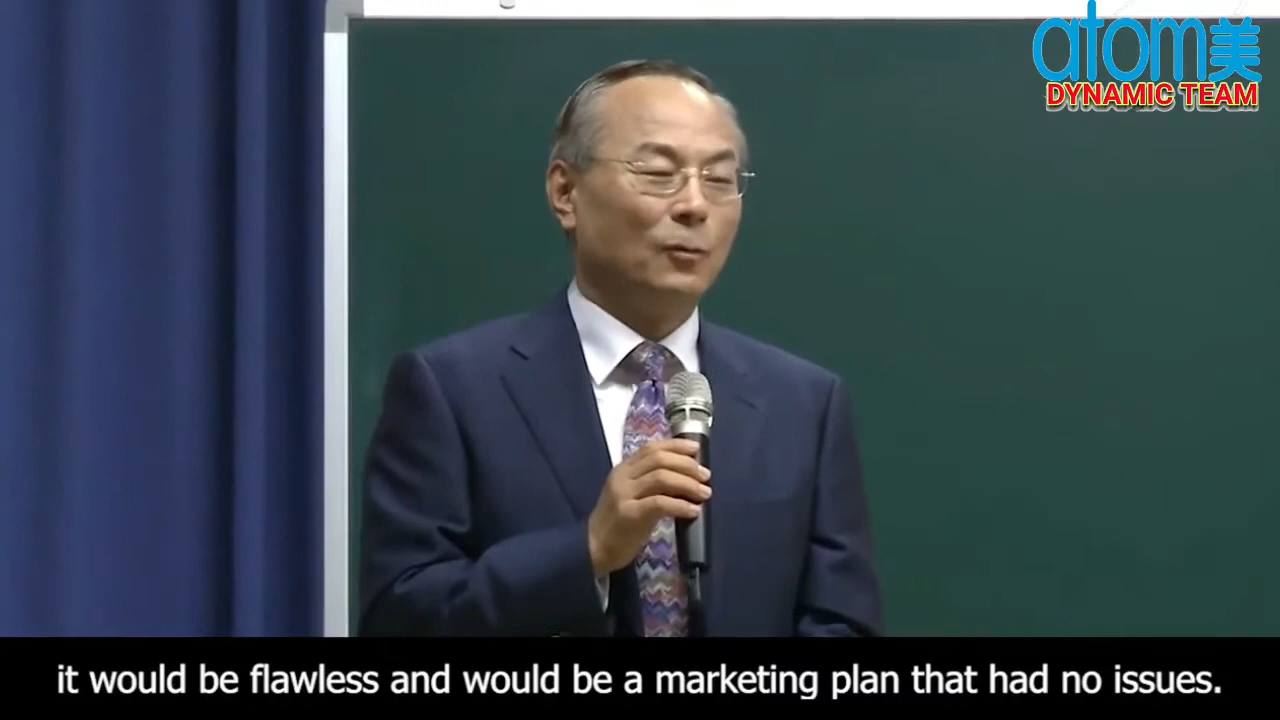 atom美
DYNAMIC TEAM
it would be flawless and would be a marketing plan that had no issues.